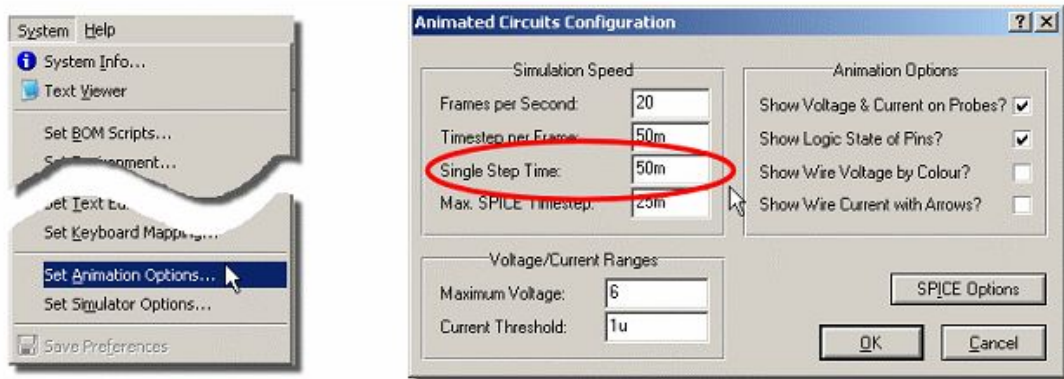 System Help
System Info...
Text Viewer
Set BOM Scripts...
Set Environment...
Set Text
Set Keyboard Mapping...
Set Animation Options...
Set Simulator Options...
Save Preferences
Animated Circuits Configuration
Simulation Speed
Frames per Second: 20
Timestep per Frame: 50m
Single Step Time: 50m
Max. SPICE Timestep: 25m
Animation Options
Show Voltage & Current on Probes?
Show Logic State of Pins?
Show Wire Voltage by Colour?
Show Wire Current with Arrows?
Voltage/Current Ranges
Maximum Voltage: 6
Current Threshold: 1u
SPICE Options
OK Cancel